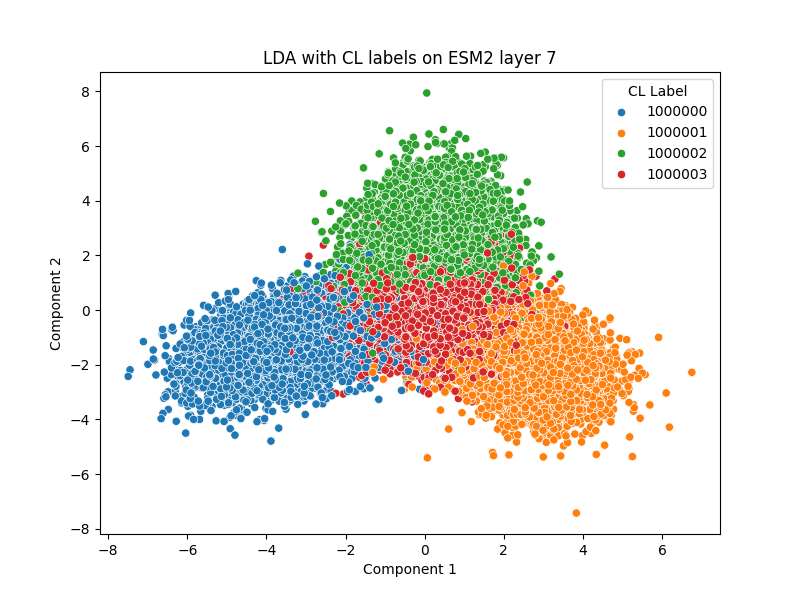 LDA with CL labels on ESM2 layer 7
CL Label
1000000
1000001
1000002
1000003
8
6
4
2
0
−2
−4
−6
−8
Component 2
−8 −6 −4 −2 0 2 4 6
Component 1